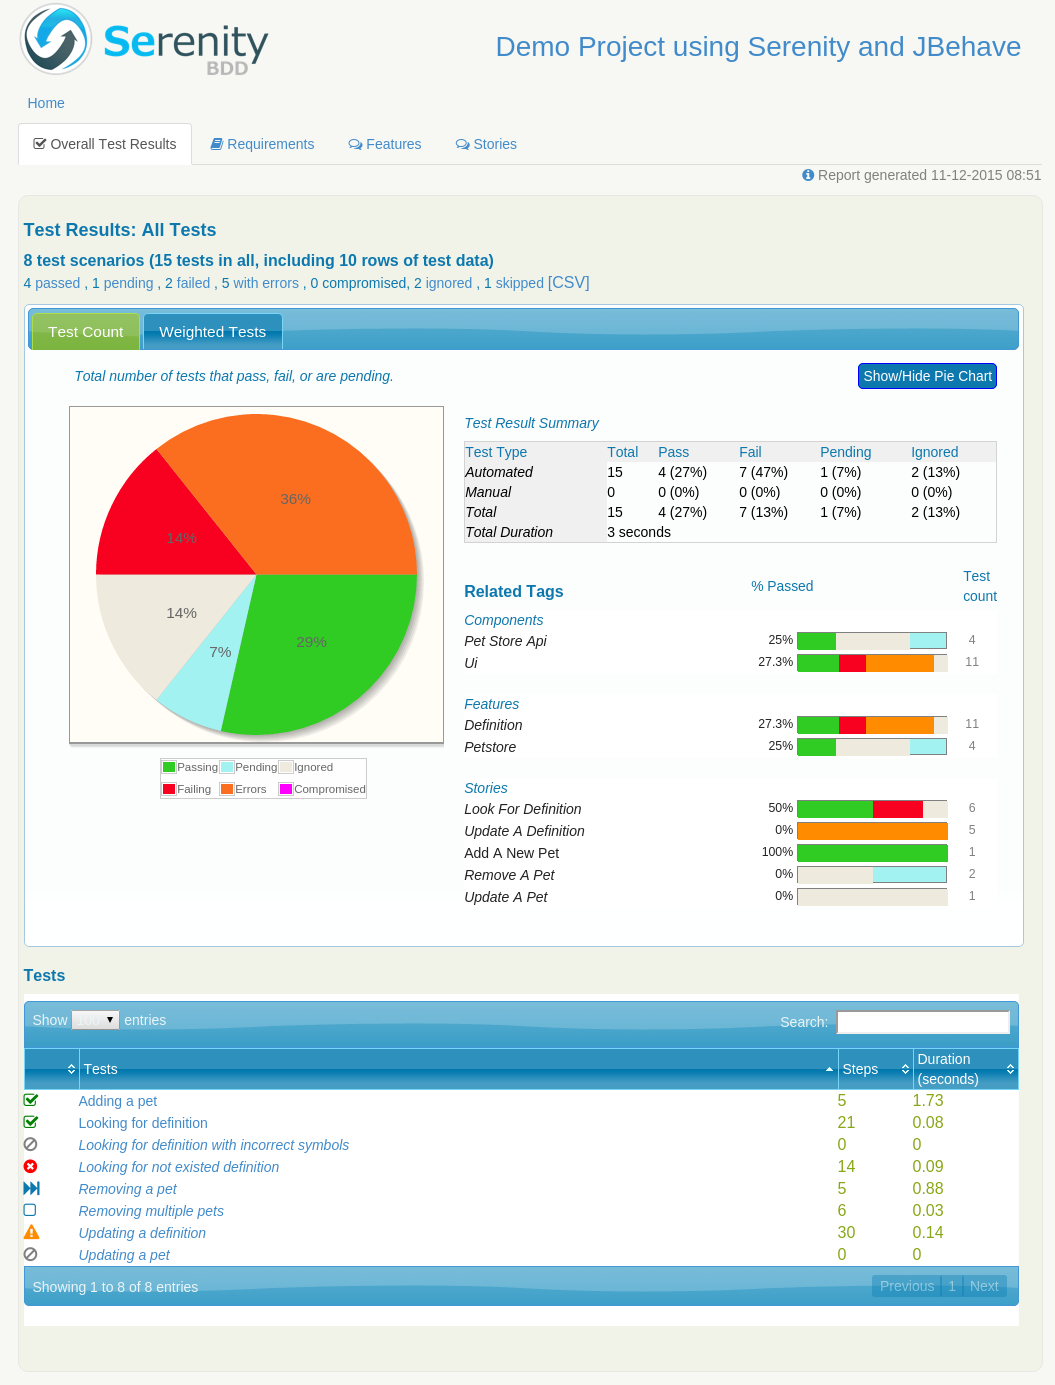 Serenity
BDD
Demo Project using Serenity and JBehave
Home
Overall Test Results Requirements Features Stories
Report generated 11-12-2015 08:51
Test Results: All Tests
8 test scenarios (15 tests in all, including 10 rows of test data)
4 passed , 1 pending , 2 failed , 5 with errors , 0 compromised, 2 ignored , 1 skipped [CSV]
Test Count Weighted Tests
Total number of tests that pass, fail, or are pending. Show/Hide Pie Chart
36%
14%
14%
7%
29%
Passing Pending Ignored
Failing Errors Compromised
Test Result Summary
Test Type Total Pass Fail Pending Ignored
Automated 15 4 (27%) 7 (47%) 1 (7%) 2 (13%)
Manual 0 0 (0%) 0 (0%) 0 (0%) 0 (0%)
Total 15 4 (27%) 7 (13%) 1 (7%) 2 (13%)
Total Duration 3 seconds
Related Tags % Passed Test count
Components
Pet Store Api 25% 4
Ui 27.3% 11
Features
Definition 27.3% 11
Petstore 25% 4
Stories
Look For Definition 50% 6
Update A Definition 0% 5
Add A New Pet 100% 1
Remove A Pet 0% 2
Update A Pet 0% 1
Tests
Show 100 entries Search:
Tests Steps Duration (seconds)
Adding a pet 5 1.73
Looking for definition 21 0.08
Looking for definition with incorrect symbols 0 0
Looking for not existed definition 14 0.09
Removing a pet 5 0.88
Removing multiple pets 6 0.03
Updating a definition 30 0.14
Updating a pet 0 0
Showing 1 to 8 of 8 entries Previous 1 Next